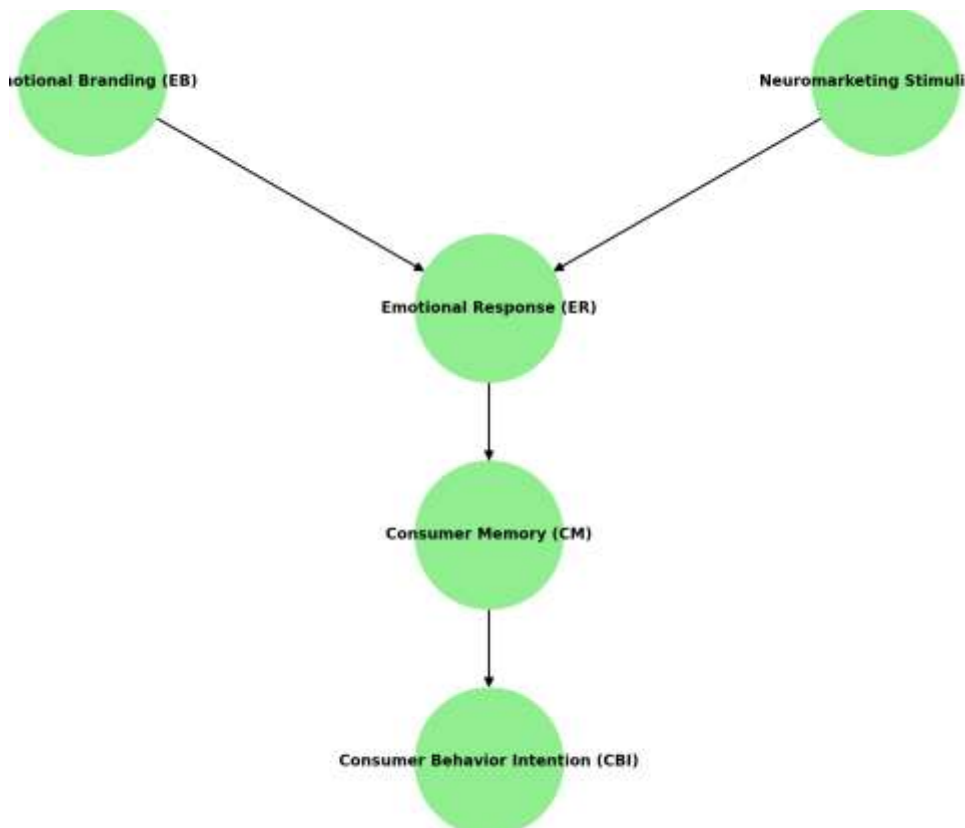 otional Branding (EB)
Neuromarketing Stimuli
Emotional Response (ER)
Consumer Memory (CM)
Consumer Behavior Intention (CBI)